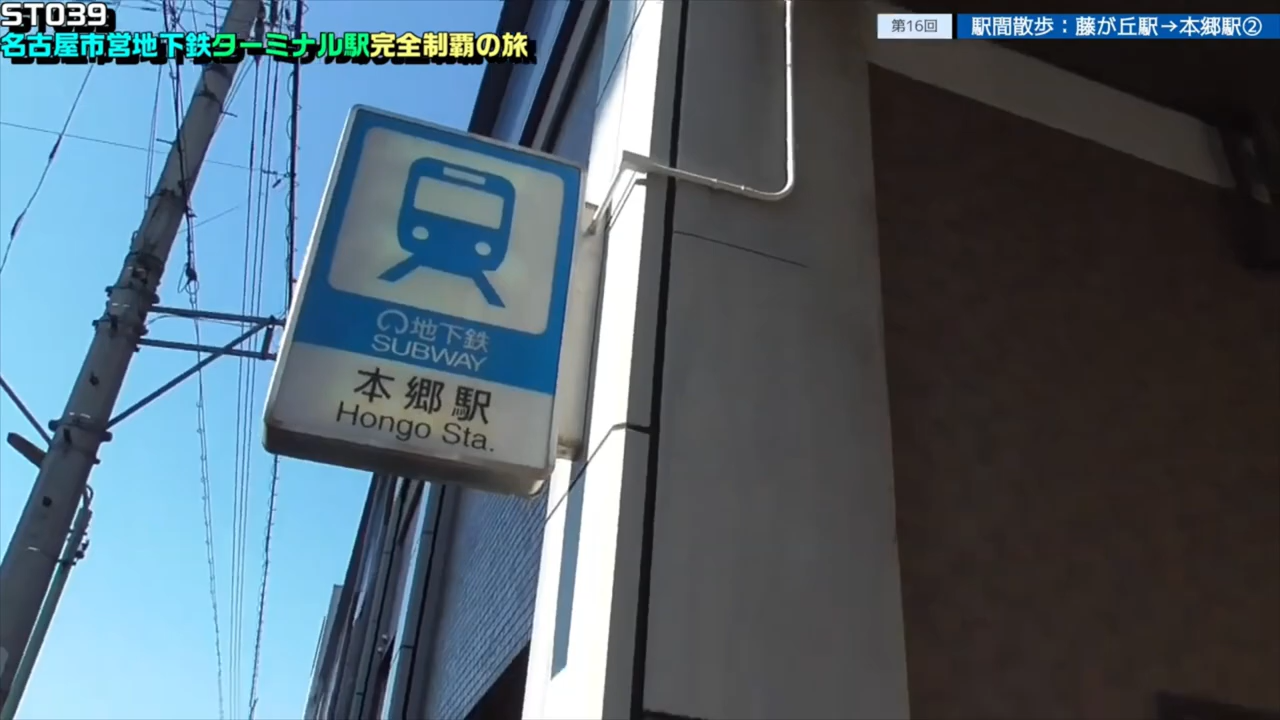 ST039
名古屋市営地下鉄ターミナル駅完全制覇の旅
第16回
駅間散歩：藤が丘駅→本郷駅②
地下鉄
SUBWAY
本郷駅
Hongo Sta.